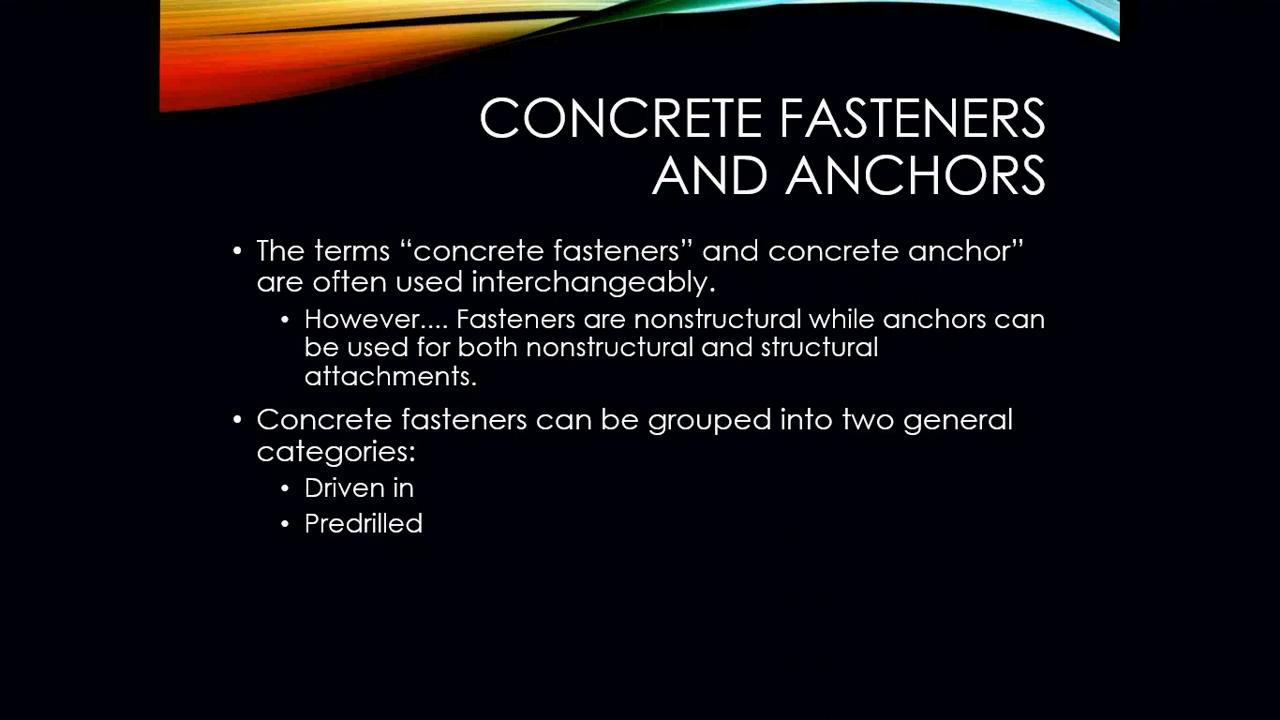 CONCRETE FASTENERS
AND ANCHORS
• The terms “concrete fasteners” and concrete anchor”
are often used interchangeably.
• However.... Fasteners are nonstructural while anchors can
be used for both nonstructural and structural
attachments.
• Concrete fasteners can be grouped into two general
categories:
• Driven in
• Predrilled